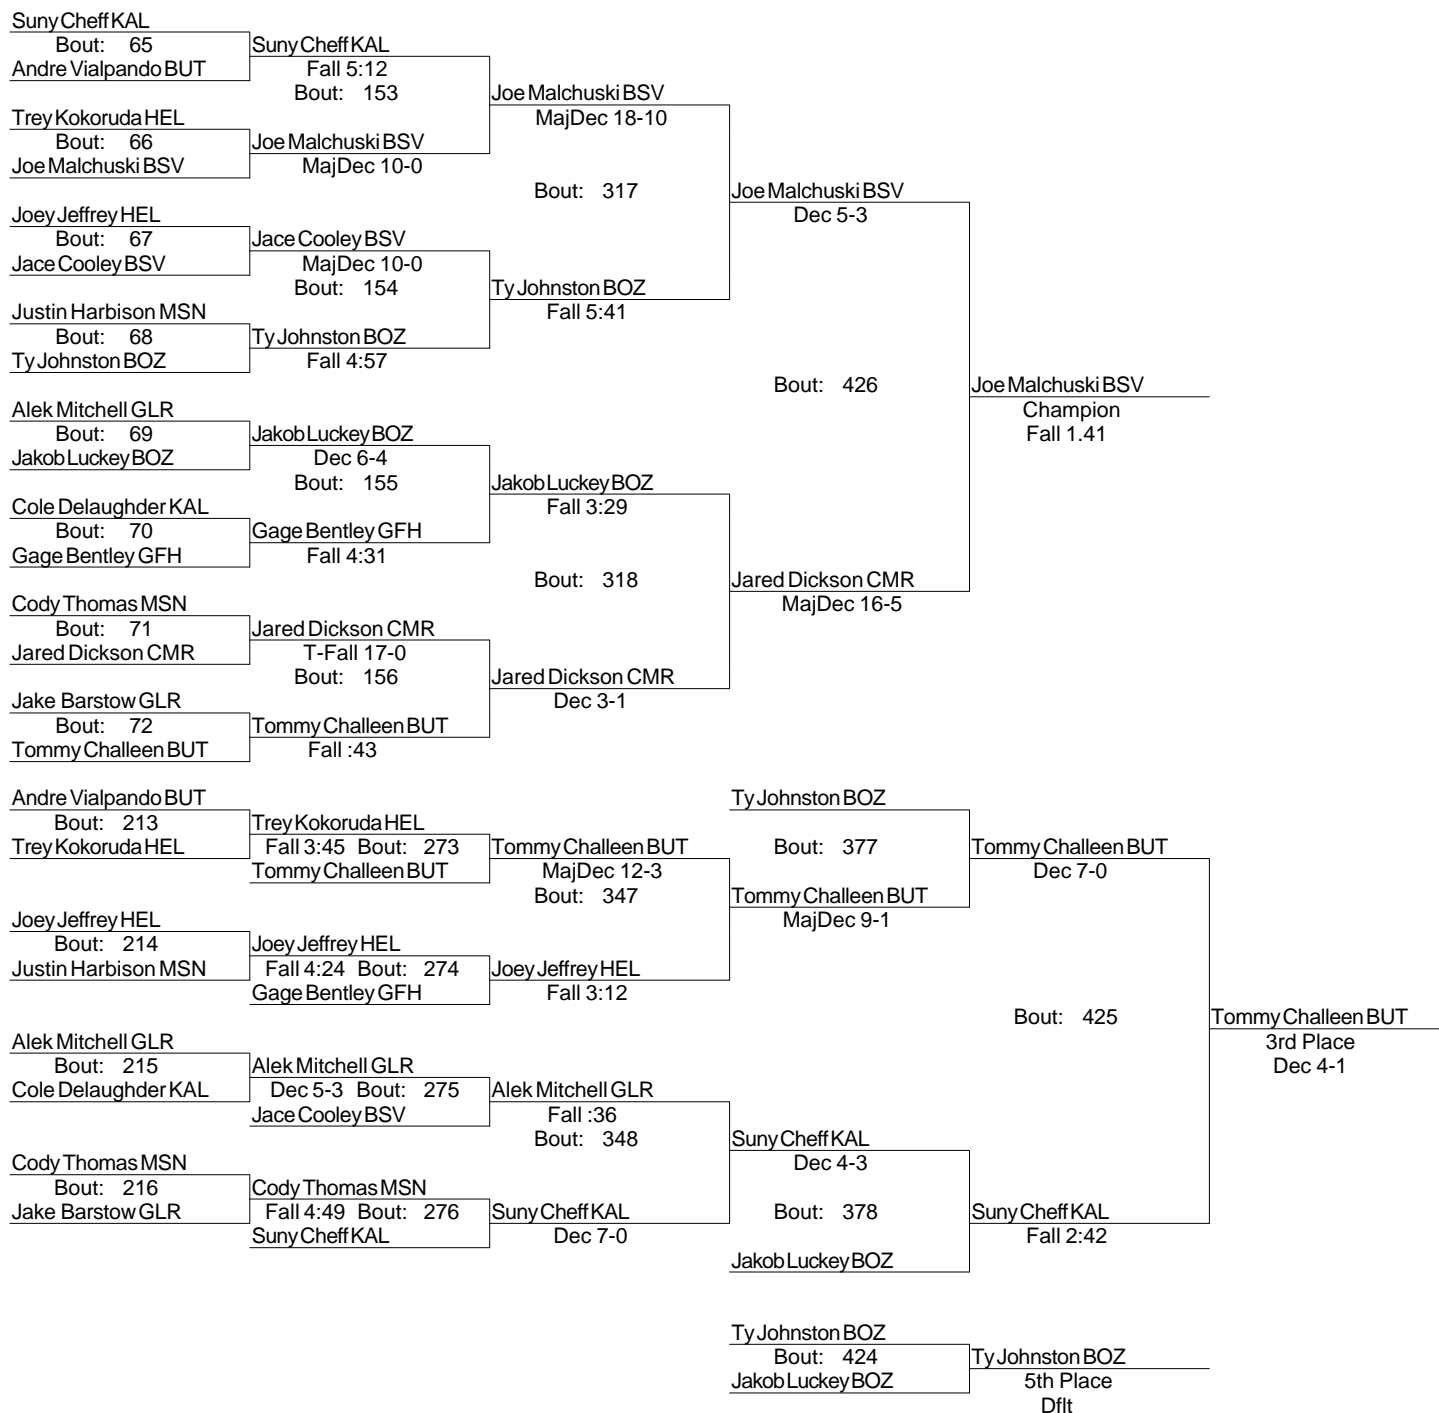 Suny Cheff KAL
Bout: 65
Suny Cheff KAL
Andre Vialpando BUT
Fall 5:12
Bout: 153
Joe Malchuski BSV
Trey Kokoruda HEL
MajDec 18-10
Bout: 66
Joe Malchuski BSV
Joe Malchuski BSV
MajDec 10-0
Bout: 317
Joe Malchuski BSV
Joey Jeffrey HEL
Dec 5-3
Bout: 67
Jace Cooley BSV
Jace Cooley BSV
MajDec 10-0
Bout: 154
Ty Johnston BOZ
Justin Harbison MSN
Fall 5:41
Bout: 68
Ty Johnston BOZ
Ty Johnston BOZ
Fall 4:57
Bout: 426
Joe Malchuski BSV
Alek Mitchell GLR
Champion
Bout: 69
Jakob Luckey BOZ
Fall 1.41
Jakob Luckey BOZ
Dec 6-4
Bout: 155
Jakob Luckey BOZ
Cole Delaughder KAL
Fall 3:29
Bout: 70
Gage Bentley GFH
Gage Bentley GFH
Fall 4:31
Bout: 318
Jared Dickson CMR
Cody Thomas MSN
MajDec 16-5
Bout: 71
Jared Dickson CMR
Jared Dickson CMR
T-Fall 17-0
Bout: 156
Jared Dickson CMR
Jake Barstow GLR
Dec 3-1
Bout: 72
Tommy Challeen BUT
Tommy Challeen BUT
Fall :43
Andre Vialpando BUT
Ty Johnston BOZ
Bout: 213
Trey Kokoruda HEL
Trey Kokoruda HEL
Fall 3:45 Bout: 273
Tommy Challeen BUT
Bout: 377
Tommy Challeen BUT
Tommy Challeen BUT
MajDec 12-3
Dec 7-0
Bout: 347
Tommy Challeen BUT
Joey Jeffrey HEL
MajDec 9-1
Bout: 214
Joey Jeffrey HEL
Justin Harbison MSN
Fall 4:24 Bout: 274
Joey Jeffrey HEL
Gage Bentley GFH
Fall 3:12
Bout: 425
Tommy Challeen BUT
Alek Mitchell GLR
3rd Place
Bout: 215
Alek Mitchell GLR
Dec 4-1
Cole Delaughder KAL
Dec 5-3 Bout: 275
Alek Mitchell GLR
Jace Cooley BSV
Fall :36
Bout: 348
Suny Cheff KAL
Cody Thomas MSN
Dec 4-3
Bout: 216
Cody Thomas MSN
Jake Barstow GLR
Fall 4:49 Bout: 276
Suny Cheff KAL
Bout: 378
Suny Cheff KAL
Suny Cheff KAL
Dec 7-0
Fall 2:42
Jakob Luckey BOZ
Ty Johnston BOZ
Bout: 424
Ty Johnston BOZ
Jakob Luckey BOZ
5th Place
Dflt